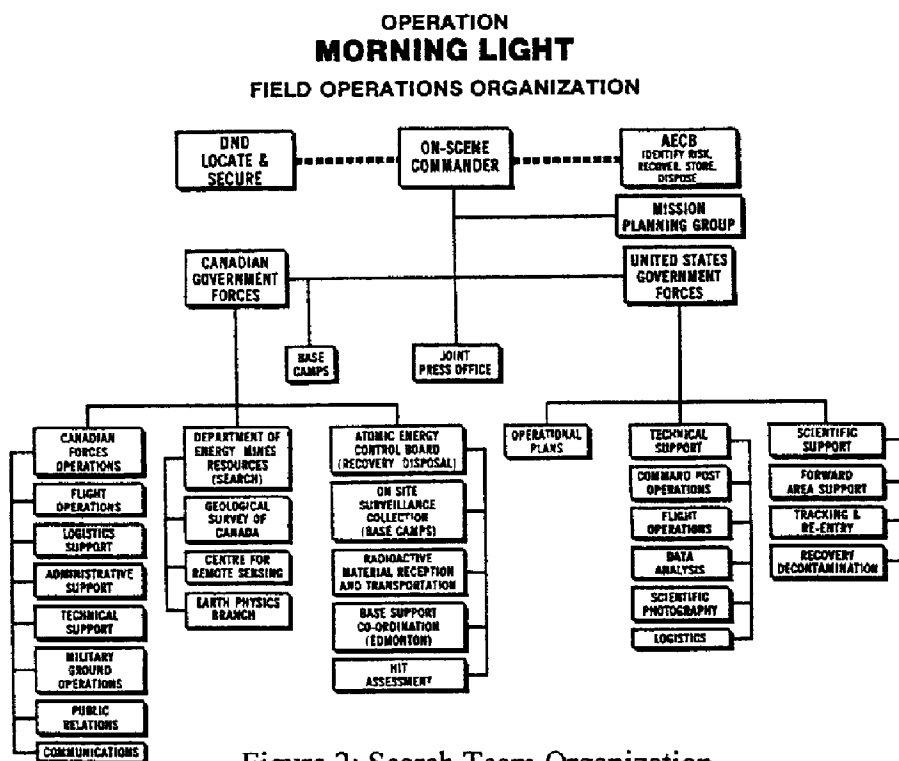 OPERATION
MORNING LIGHT
FIELD OPERATIONS ORGANIZATION
DND
LOCATE &
SECURE
ON-SCENE
COMMANDER
AECB
IDENTIFY RISK,
RECOVER, STORE,
DISPOSE
MISSION
PLANNING GROUP
CANADIAN
GOVERNMENT
FORCES
UNITED STATES
GOVERNMENT
FORCES
BASE
CAMPS
JOINT
PRESS OFFICE
CANADIAN
FORCES
OPERATIONS
FLIGHT
OPERATIONS
LOGISTICS
SUPPORT
ADMINISTRATIVE
SUPPORT
TECHNICAL
SUPPORT
MILITARY
GROUND
OPERATIONS
PUBLIC
RELATIONS
COMMUNICATIONS
DEPARTMENT OF
ENERGY MINES
RESOURCES
(SEARCH)
GEOLOGICAL
SURVEY OF
CANADA
CENTRE FOR
REMOTE SENSING
EARTH PHYSICS
BRANCH
ATOMIC ENERGY
CONTROL BOARD
(RECOVERY DISPOSAL)
ON SITE
SURVEILLANCE
COLLECTION
(BASE CAMPS)
RADIOACTIVE
MATERIAL RECEPTION
AND TRANSPORTATION
BASE SUPPORT
CO-ORDINATION
(EDMONTON)
HIT
ASSESSMENT
OPERATIONAL
PLANS
TECHNICAL
SUPPORT
COMMAND POST
OPERATIONS
FLIGHT
OPERATIONS
DATA
ANALYSIS
SCIENTIFIC
PHOTOGRAPHY
LOGISTICS
SCIENTIFIC
SUPPORT
FORWARD
AREA SUPPORT
TRACKING &
RE-ENTRY
RECOVERY
DECONTAMINATION
Figure 2: Search Team Organization